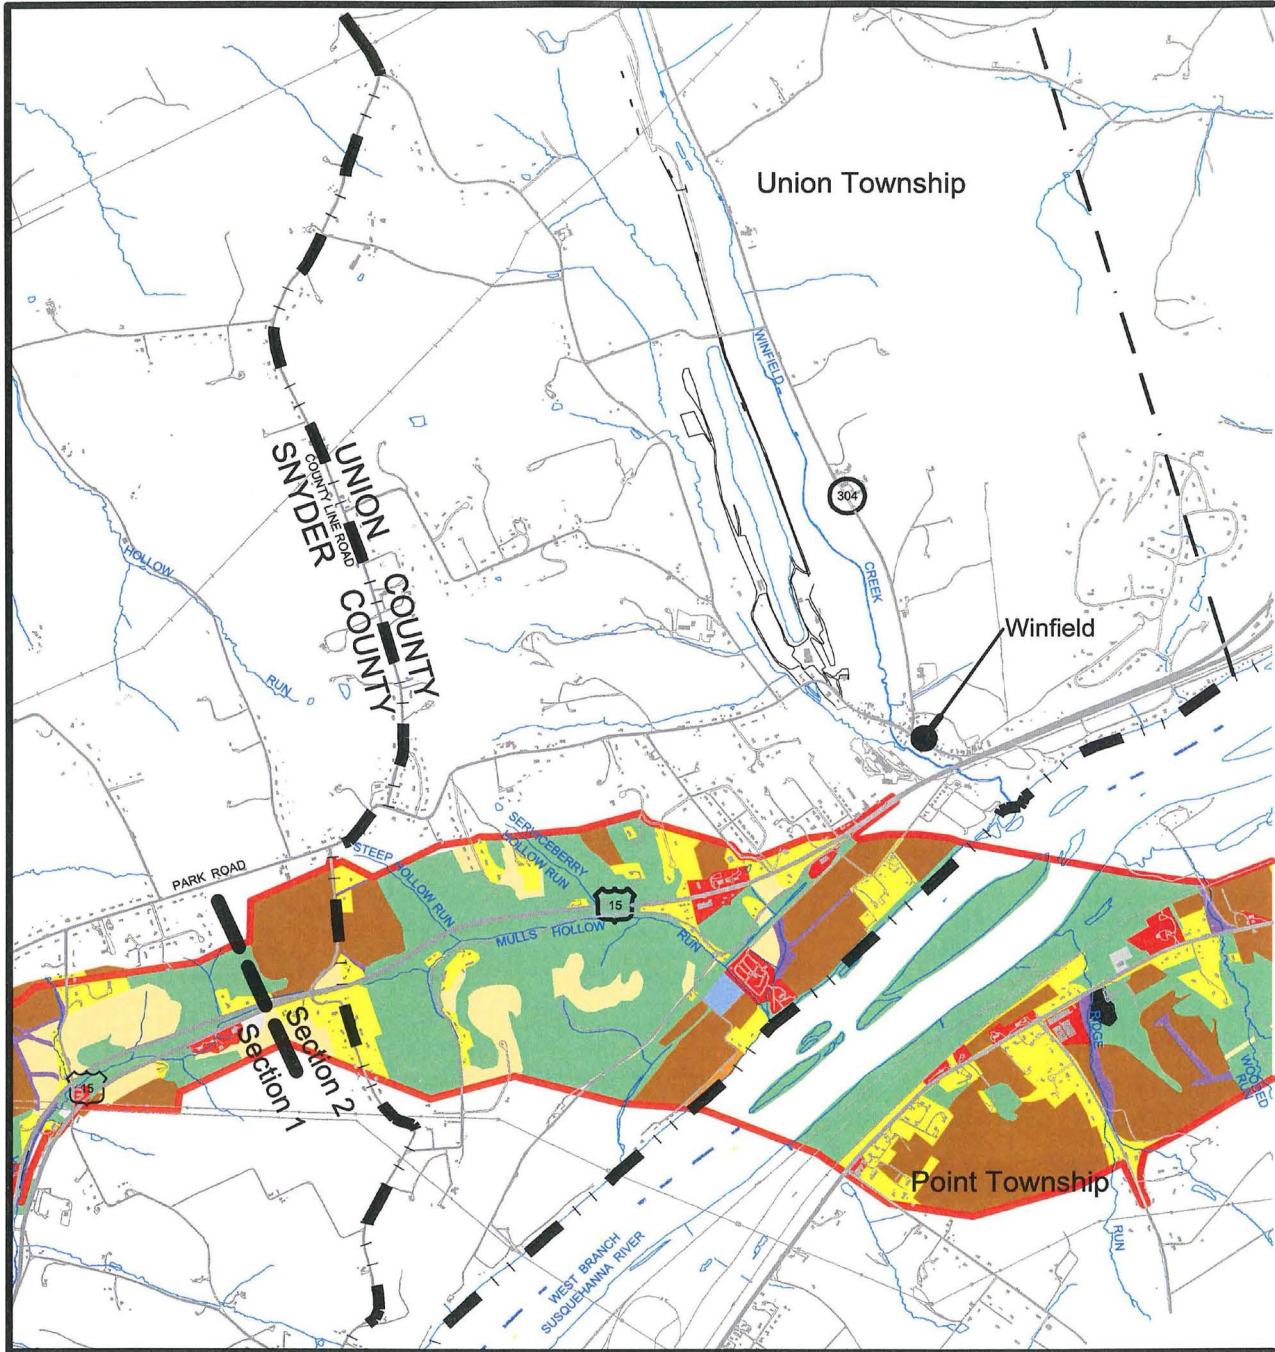 Union Township
WINFIELD
304
UNION COUNTY
COUNTY LINE ROAD
SNYDER COUNTY
HOLLOW
RUN
CREEK
Winfield
SERVICEBERRY
HOLLOW RUN
STEEP HOLLOW RUN
PARK ROAD
15
MULLS HOLLOW
RUN
Section 2
Section 1
15
RIDGE
WOODED
RUN
Point Township
RUN
WEST BRANCH
SUSQUEHANNA RIVER